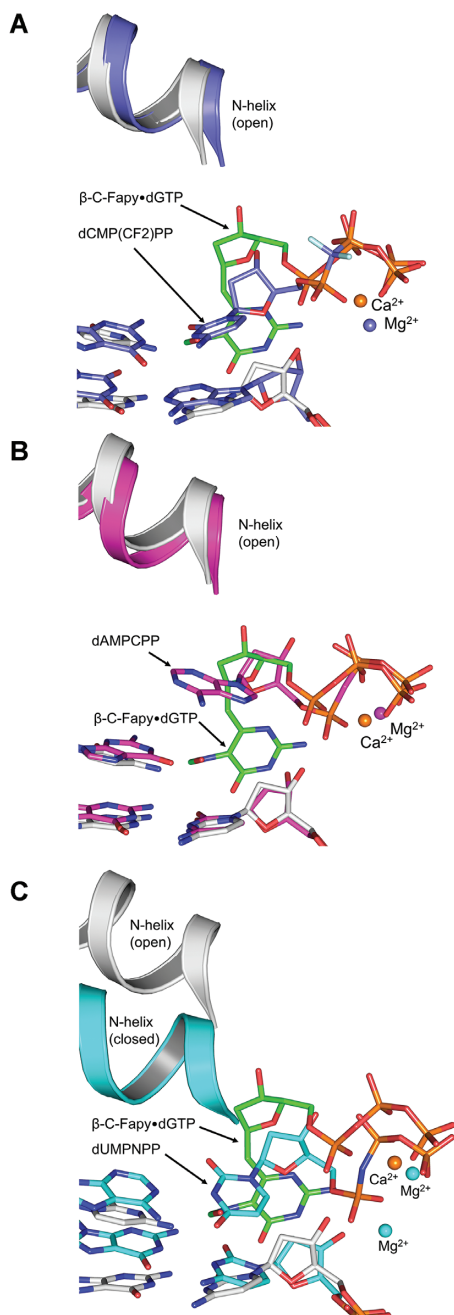 A
N-helix
(open)
β-C-Fapy•dGTP
dCMP(CF2)PP
Ca²⁺
Mg²⁺
B
N-helix
(open)
dAMPCPP
β-C-Fapy•dGTP
Mg²⁺
Ca²⁺
C
N-helix
(open)
N-helix
(closed)
β-C-Fapy•dGTP
dUMPNPP
Ca²⁺
Mg²⁺
Mg²⁺